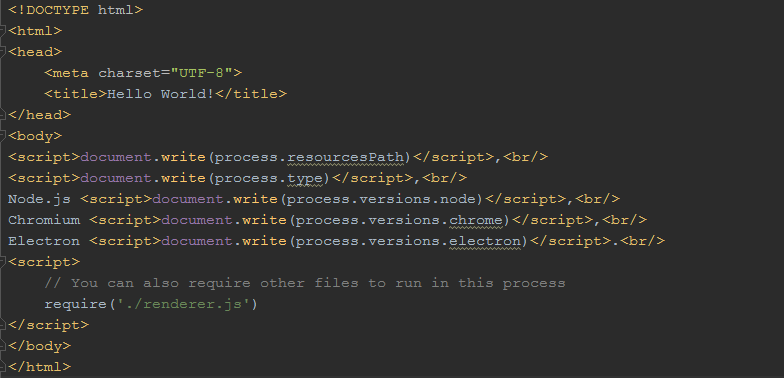 <!DOCTYPE html>
<html>
<head>
    <meta charset="UTF-8">
    <title>Hello World!</title>
</head>
<body>
<script>document.write(process.resourcesPath)</script>,<br/>
<script>document.write(process.type)</script>,<br/>
Node.js <script>document.write(process.versions.node)</script>,<br/>
Chromium <script>document.write(process.versions.chrome)</script>,<br/>
Electron <script>document.write(process.versions.electron)</script>.<br/>
<script>
    // You can also require other files to run in this process
    require('./renderer.js')
</script>
</body>
</html>